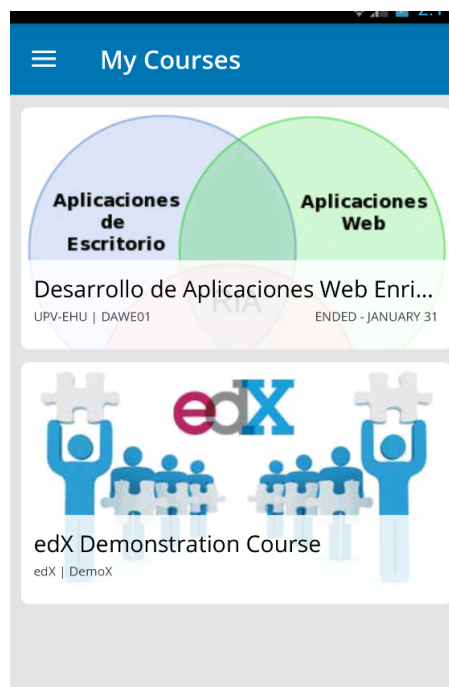 My Courses
Aplicaciones
de
Escritorio
Aplicaciones
Web
RIA
Desarrollo de Aplicaciones Web Enri...
UPV-EHU | DAWE01
ENDED - JANUARY 31
edX
edX Demonstration Course
edX | DemoX